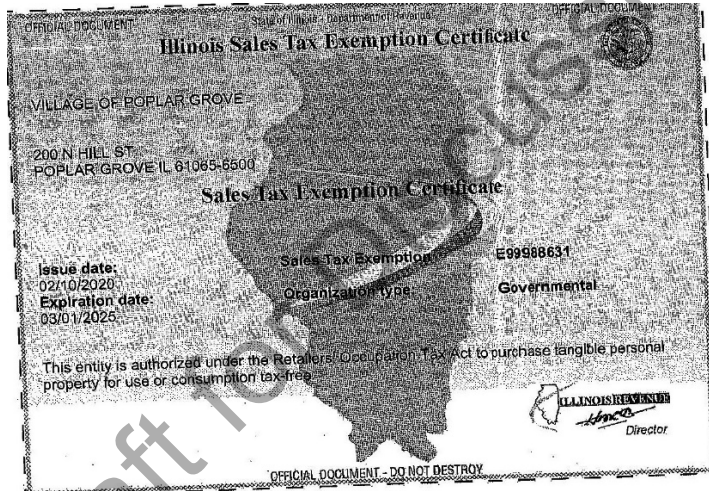 OFFICIAL DOCUMENT
State of Illinois - Department of Revenue
OFFICIAL DOCUMENT
Illinois Sales Tax Exemption Certificate
VILLAGE OF POPLAR GROVE
200 N HILL ST
POPLAR GROVE IL 61065-6500
Sales Tax Exemption Certificate
Issue date:
02/10/2020
Expiration date:
03/01/2025
Sales Tax Exemption E99988631
Organization type: Governmental
This entity is authorized under the Retailers' Occupation Tax Act to purchase tangible personal
property for use or consumption tax-free
ILLINOIS REVENUE
Director
OFFICIAL DOCUMENT - DO NOT DESTROY
ft for Discuss